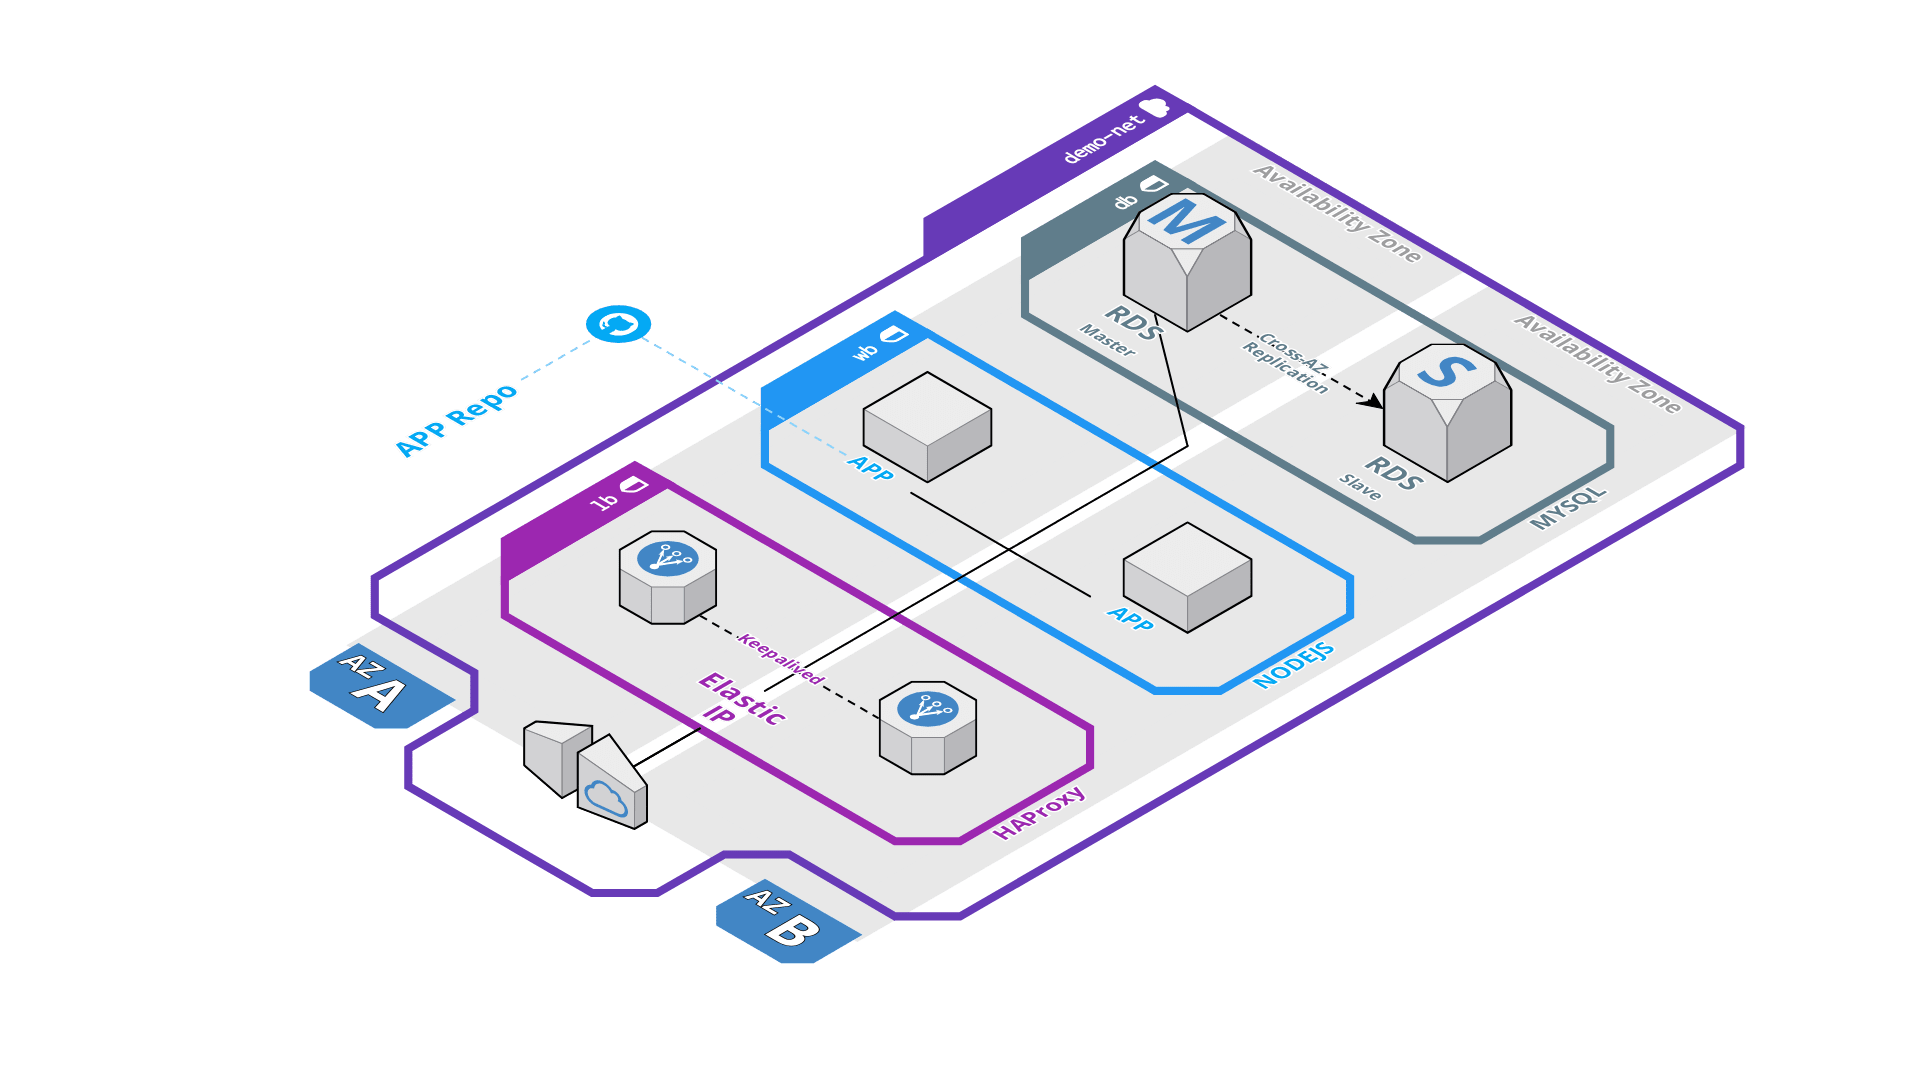 demo-net
Availability Zone
Availability Zone
db
M
RDS
Master
Cross-AZ
Replication
S
RDS
Slave
MYSQL
wb
APP
APP
NODEJS
APP Repo
lb
Keepalived
Elastic
IP
HAProxy
AZ
A
AZ
B